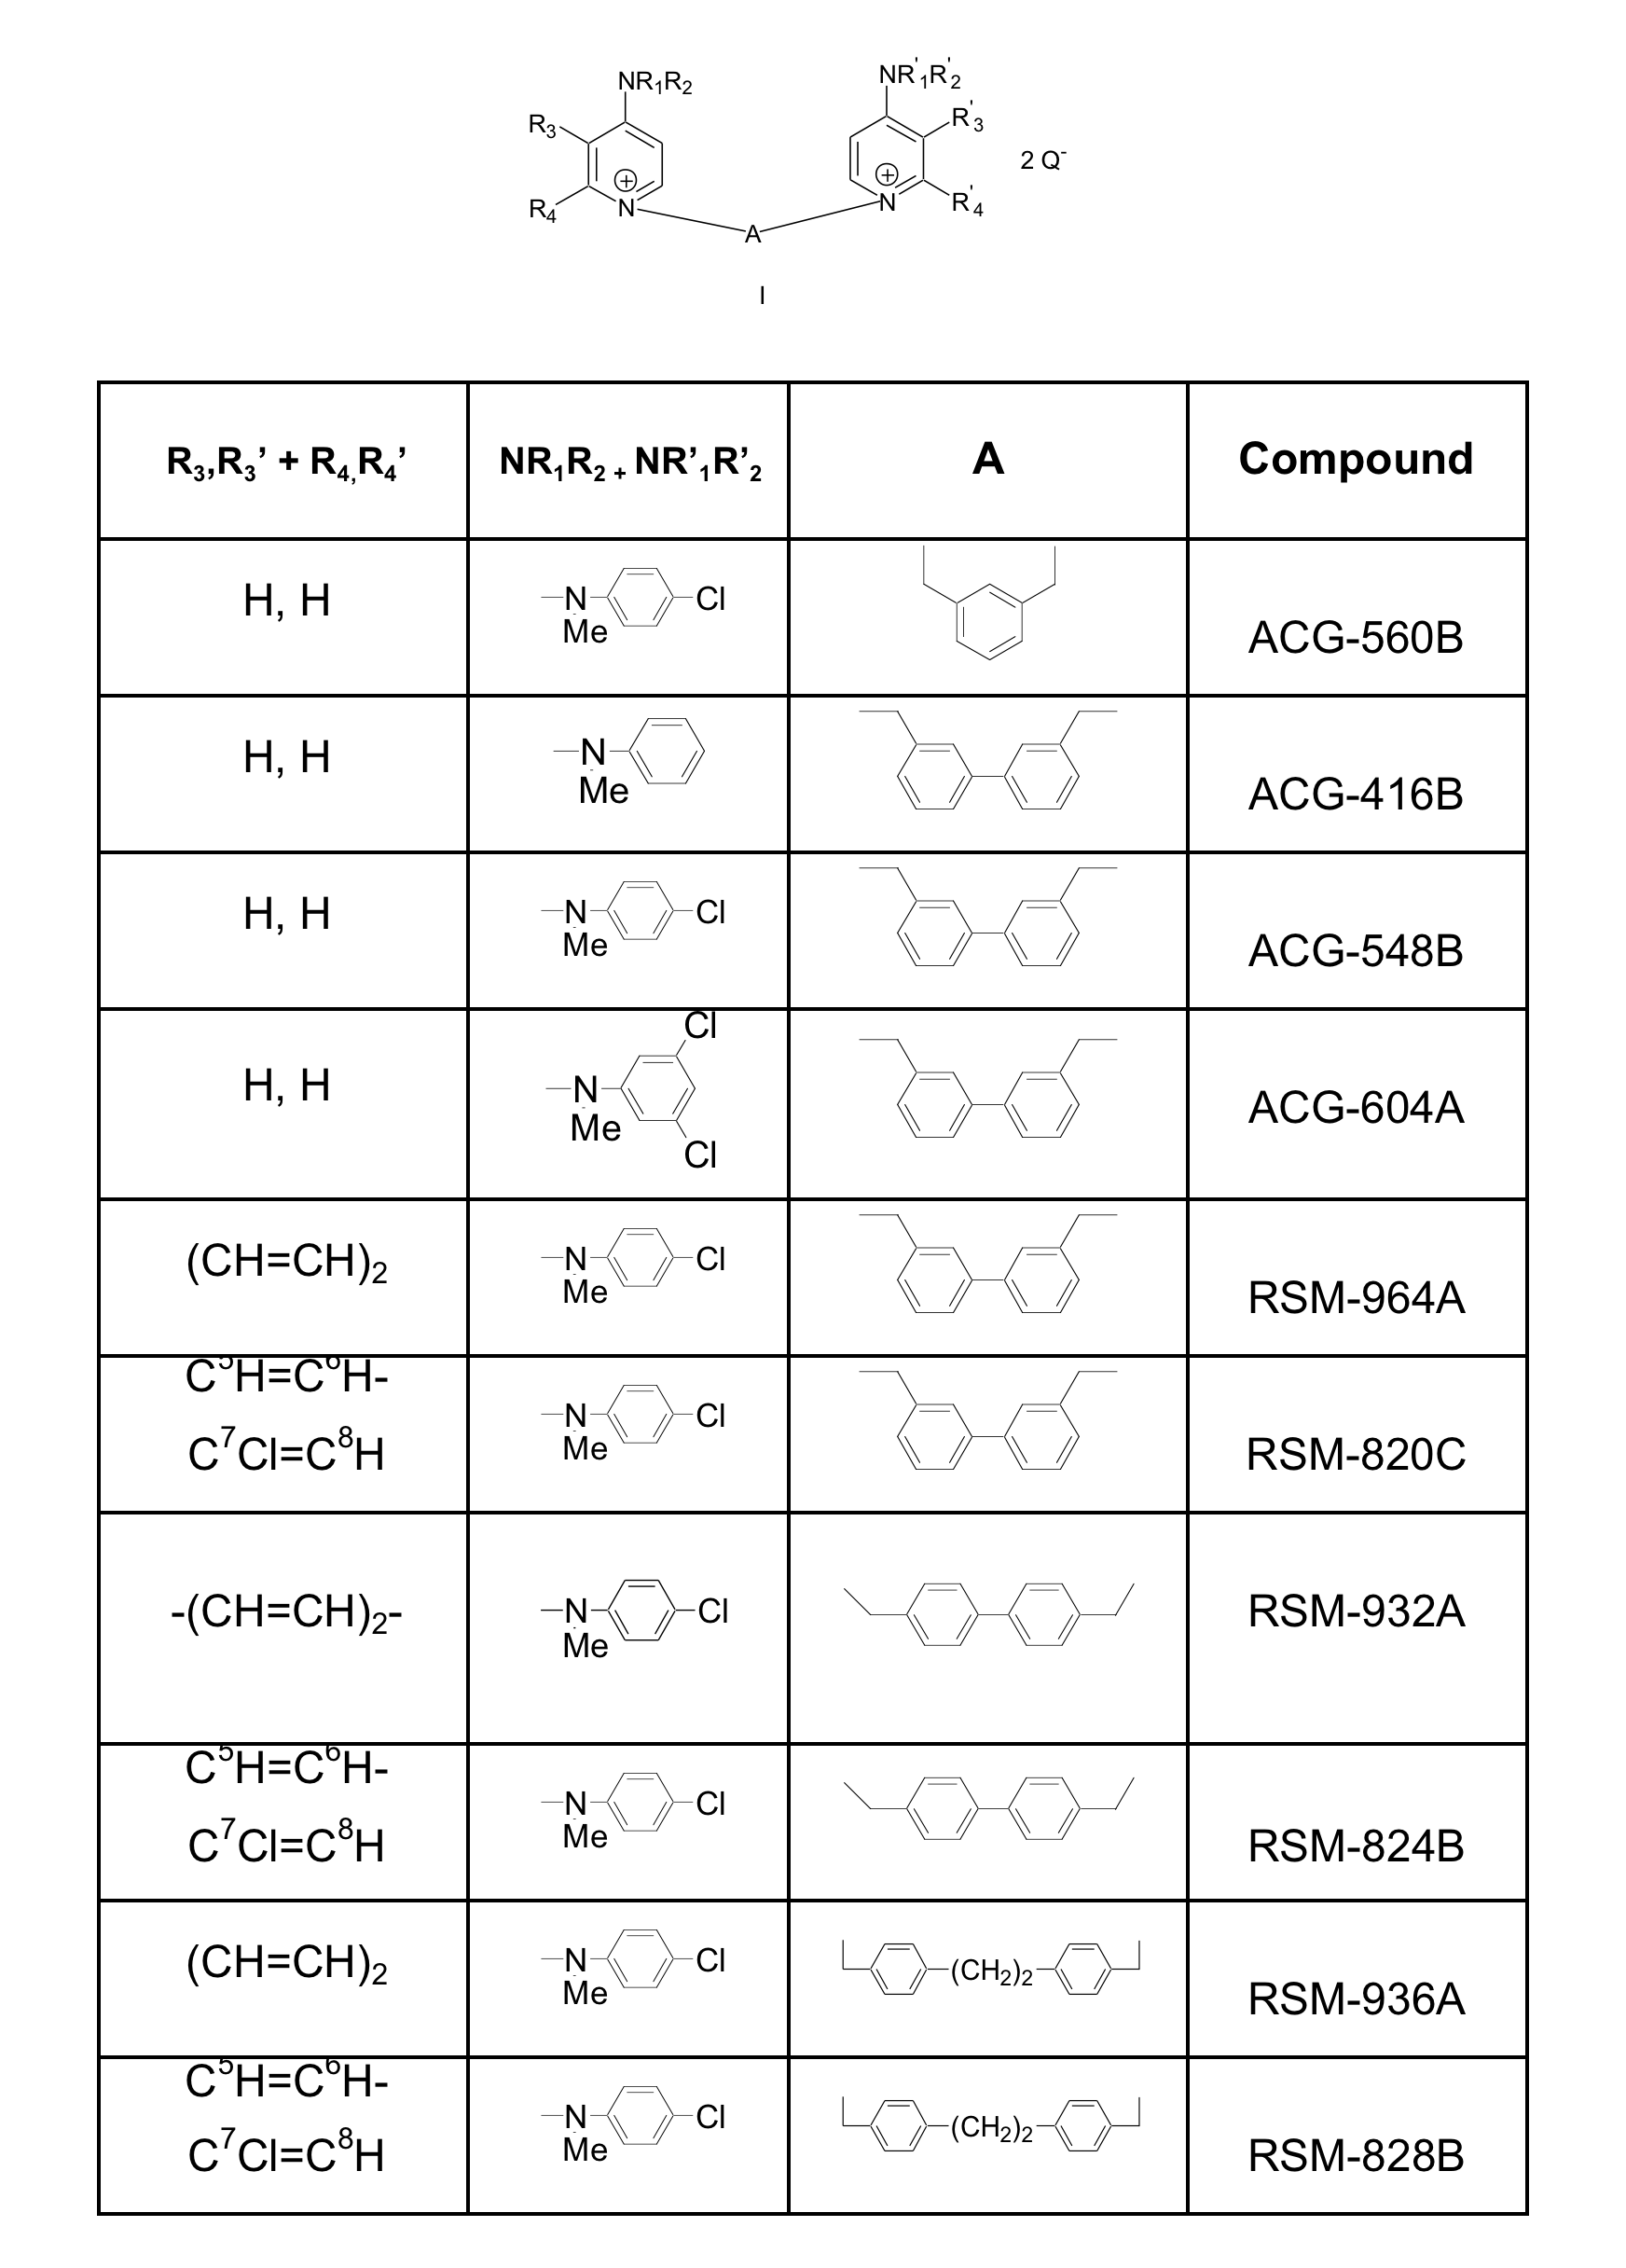 NR1R2 NR'1R'2
R3 R'3
2 Q-
R4 N + N + R'4
A
I
R3,R3’ + R4,R4’ NR1R2 + NR’1R’2 A Compound
H, H N Cl Me ACG-560B
H, H N Me ACG-416B
H, H N Cl Me ACG-548B
Cl
H, H N Me ACG-604A
Cl
(CH=CH)2 N Cl Me RSM-964A
C5H=C6H-
C7Cl=C8H N Cl Me RSM-820C
-(CH=CH)2- N Cl Me RSM-932A
C5H=C6H-
C7Cl=C8H N Cl Me RSM-824B
(CH=CH)2 N Cl Me (CH2)2 RSM-936A
C5H=C6H-
C7Cl=C8H N Cl Me (CH2)2 RSM-828B